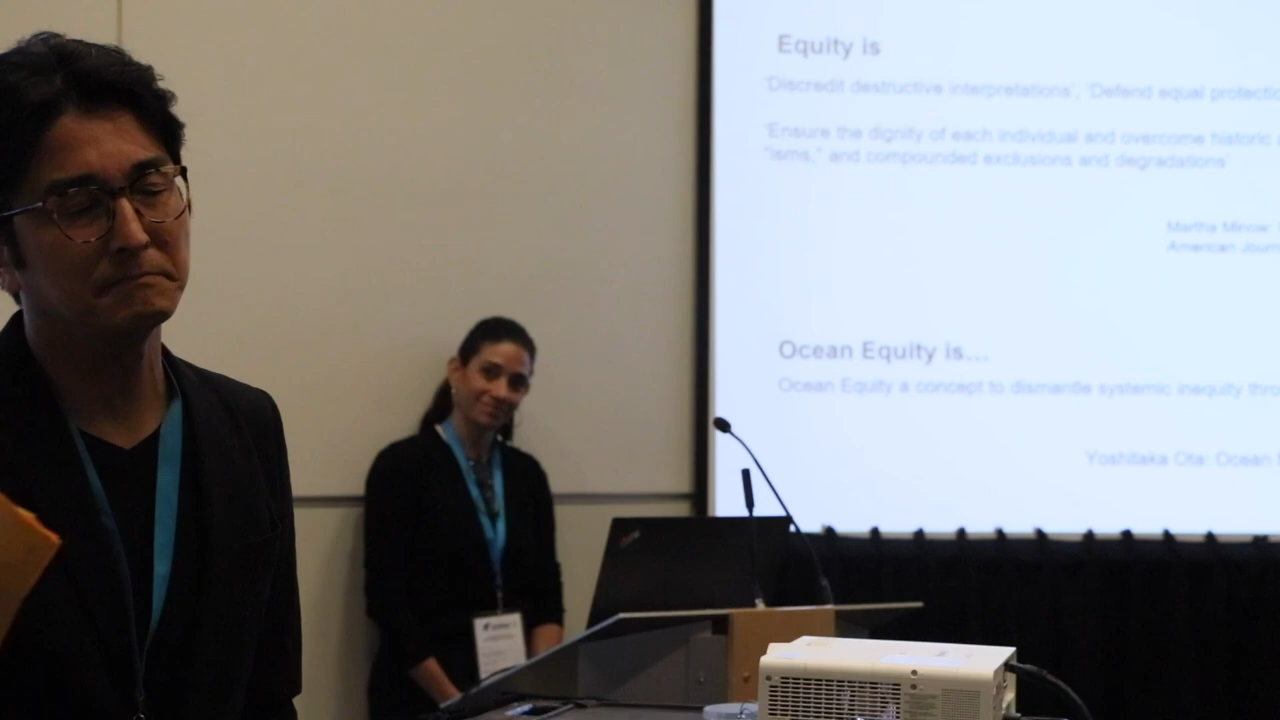 Equity is
'Discredit destructive interpretations', 'Defend equal protectio
'Ensure the dignity of each individual and overcome historic
"isms," and compounded exclusions and degradations'
Martha Minow:
American Journ
Ocean Equity is...
Ocean Equity a concept to dismantle systemic inequity thro
Yoshitaka Ota: Ocean